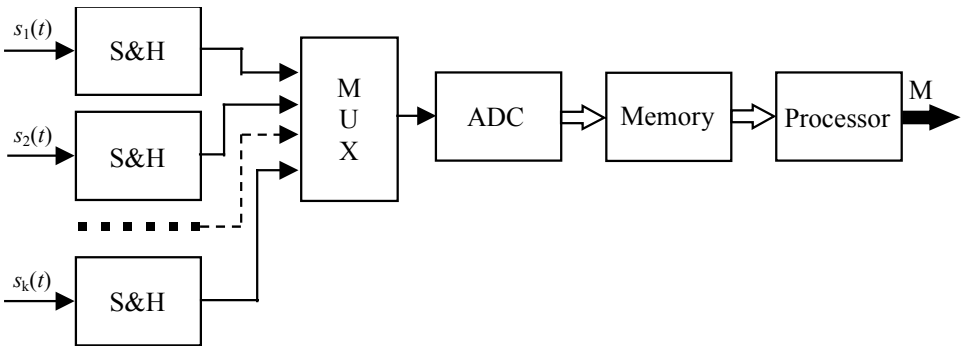 s₁(t)
S&H
s₂(t)
S&H
sₖ(t)
S&H
M
U
X
ADC
Memory
Processor
M